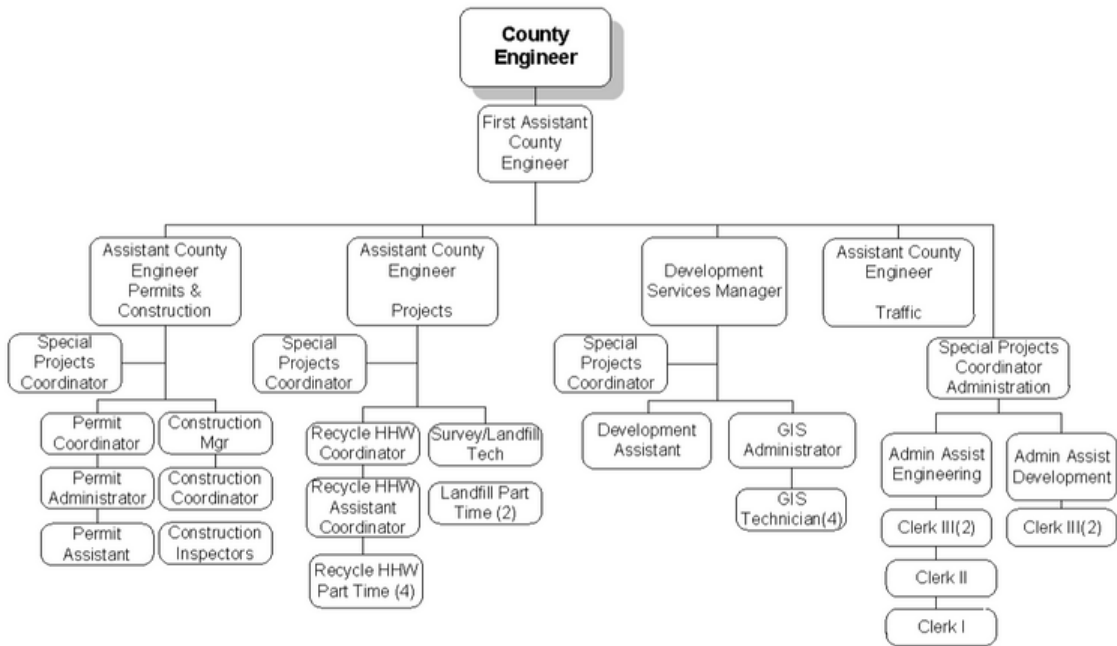 County
Engineer
First Assistant
County
Engineer
Assistant County
Engineer
Permits &
Construction
Assistant County
Engineer
Projects
Development
Services Manager
Assistant County
Engineer
Traffic
Special
Projects
Coordinator
Special
Projects
Coordinator
Special
Projects
Coordinator
Special Projects
Coordinator
Administration
Permit
Coordinator
Construction
Mgr
Recycle HHW
Coordinator
Survey/Landfill
Tech
Development
Assistant
GIS
Administrator
Admin Assist
Engineering
Admin Assist
Development
Permit
Administrator
Construction
Coordinator
Recycle HHW
Assistant
Coordinator
Landfill Part
Time (2)
GIS
Technician(4)
Permit
Assistant
Construction
Inspectors
Clerk III(2)
Clerk III(2)
Recycle HHW
Part Time (4)
Clerk II
Clerk I